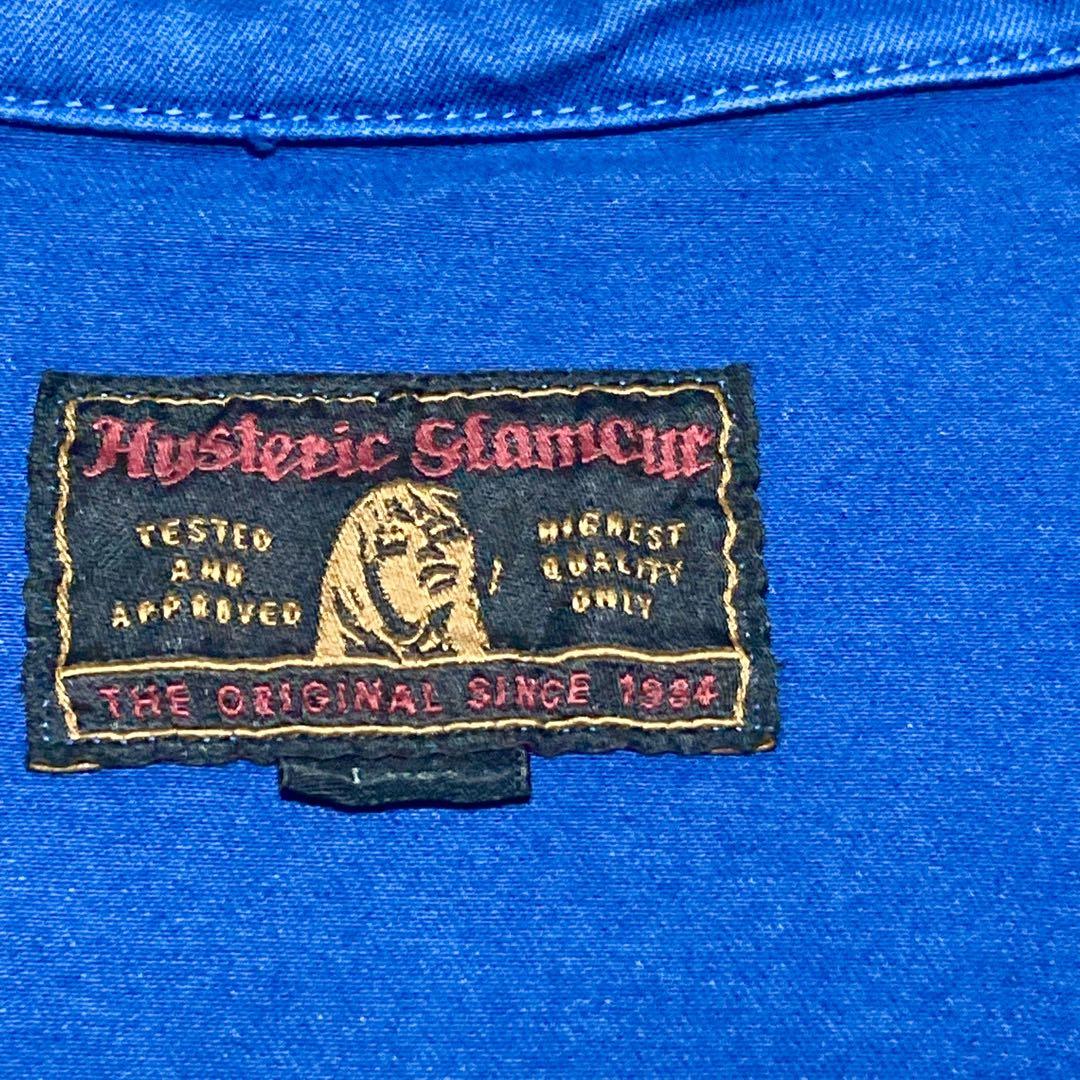 Hysteric Glamour
TESTED
AND
APPROVED
HIGHEST
QUALITY
ONLY
THE ORIGINAL SINCE 1984